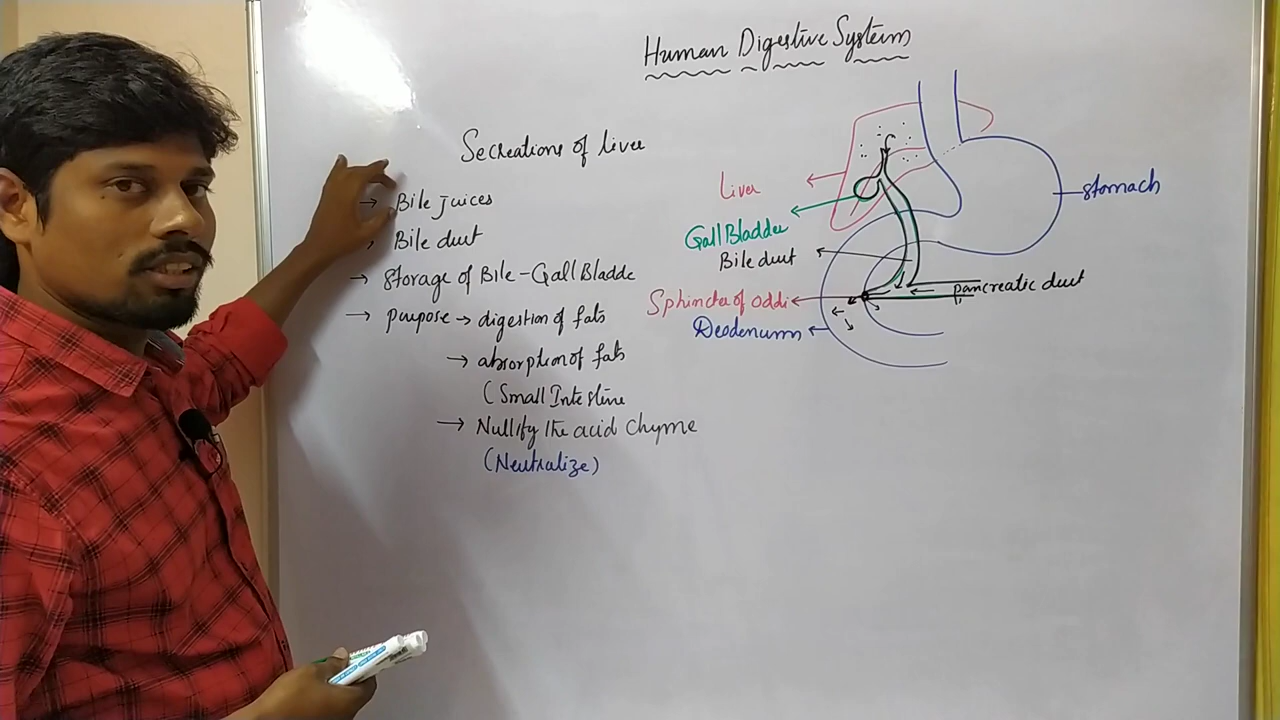 Human Digestive System
Secreations of liver
→ Bile juices
→ Bile duct
→ Storage of Bile - Gall Bladde
→ purpose → digestion of fats
→ absorption of fats
(Small Intestine
→ Nullify the acid chyme
(Neutralize)
Liver
Gall Bladder
Bile duct
Sphincter of oddi
Deodenum
stomach
pancreatic duct